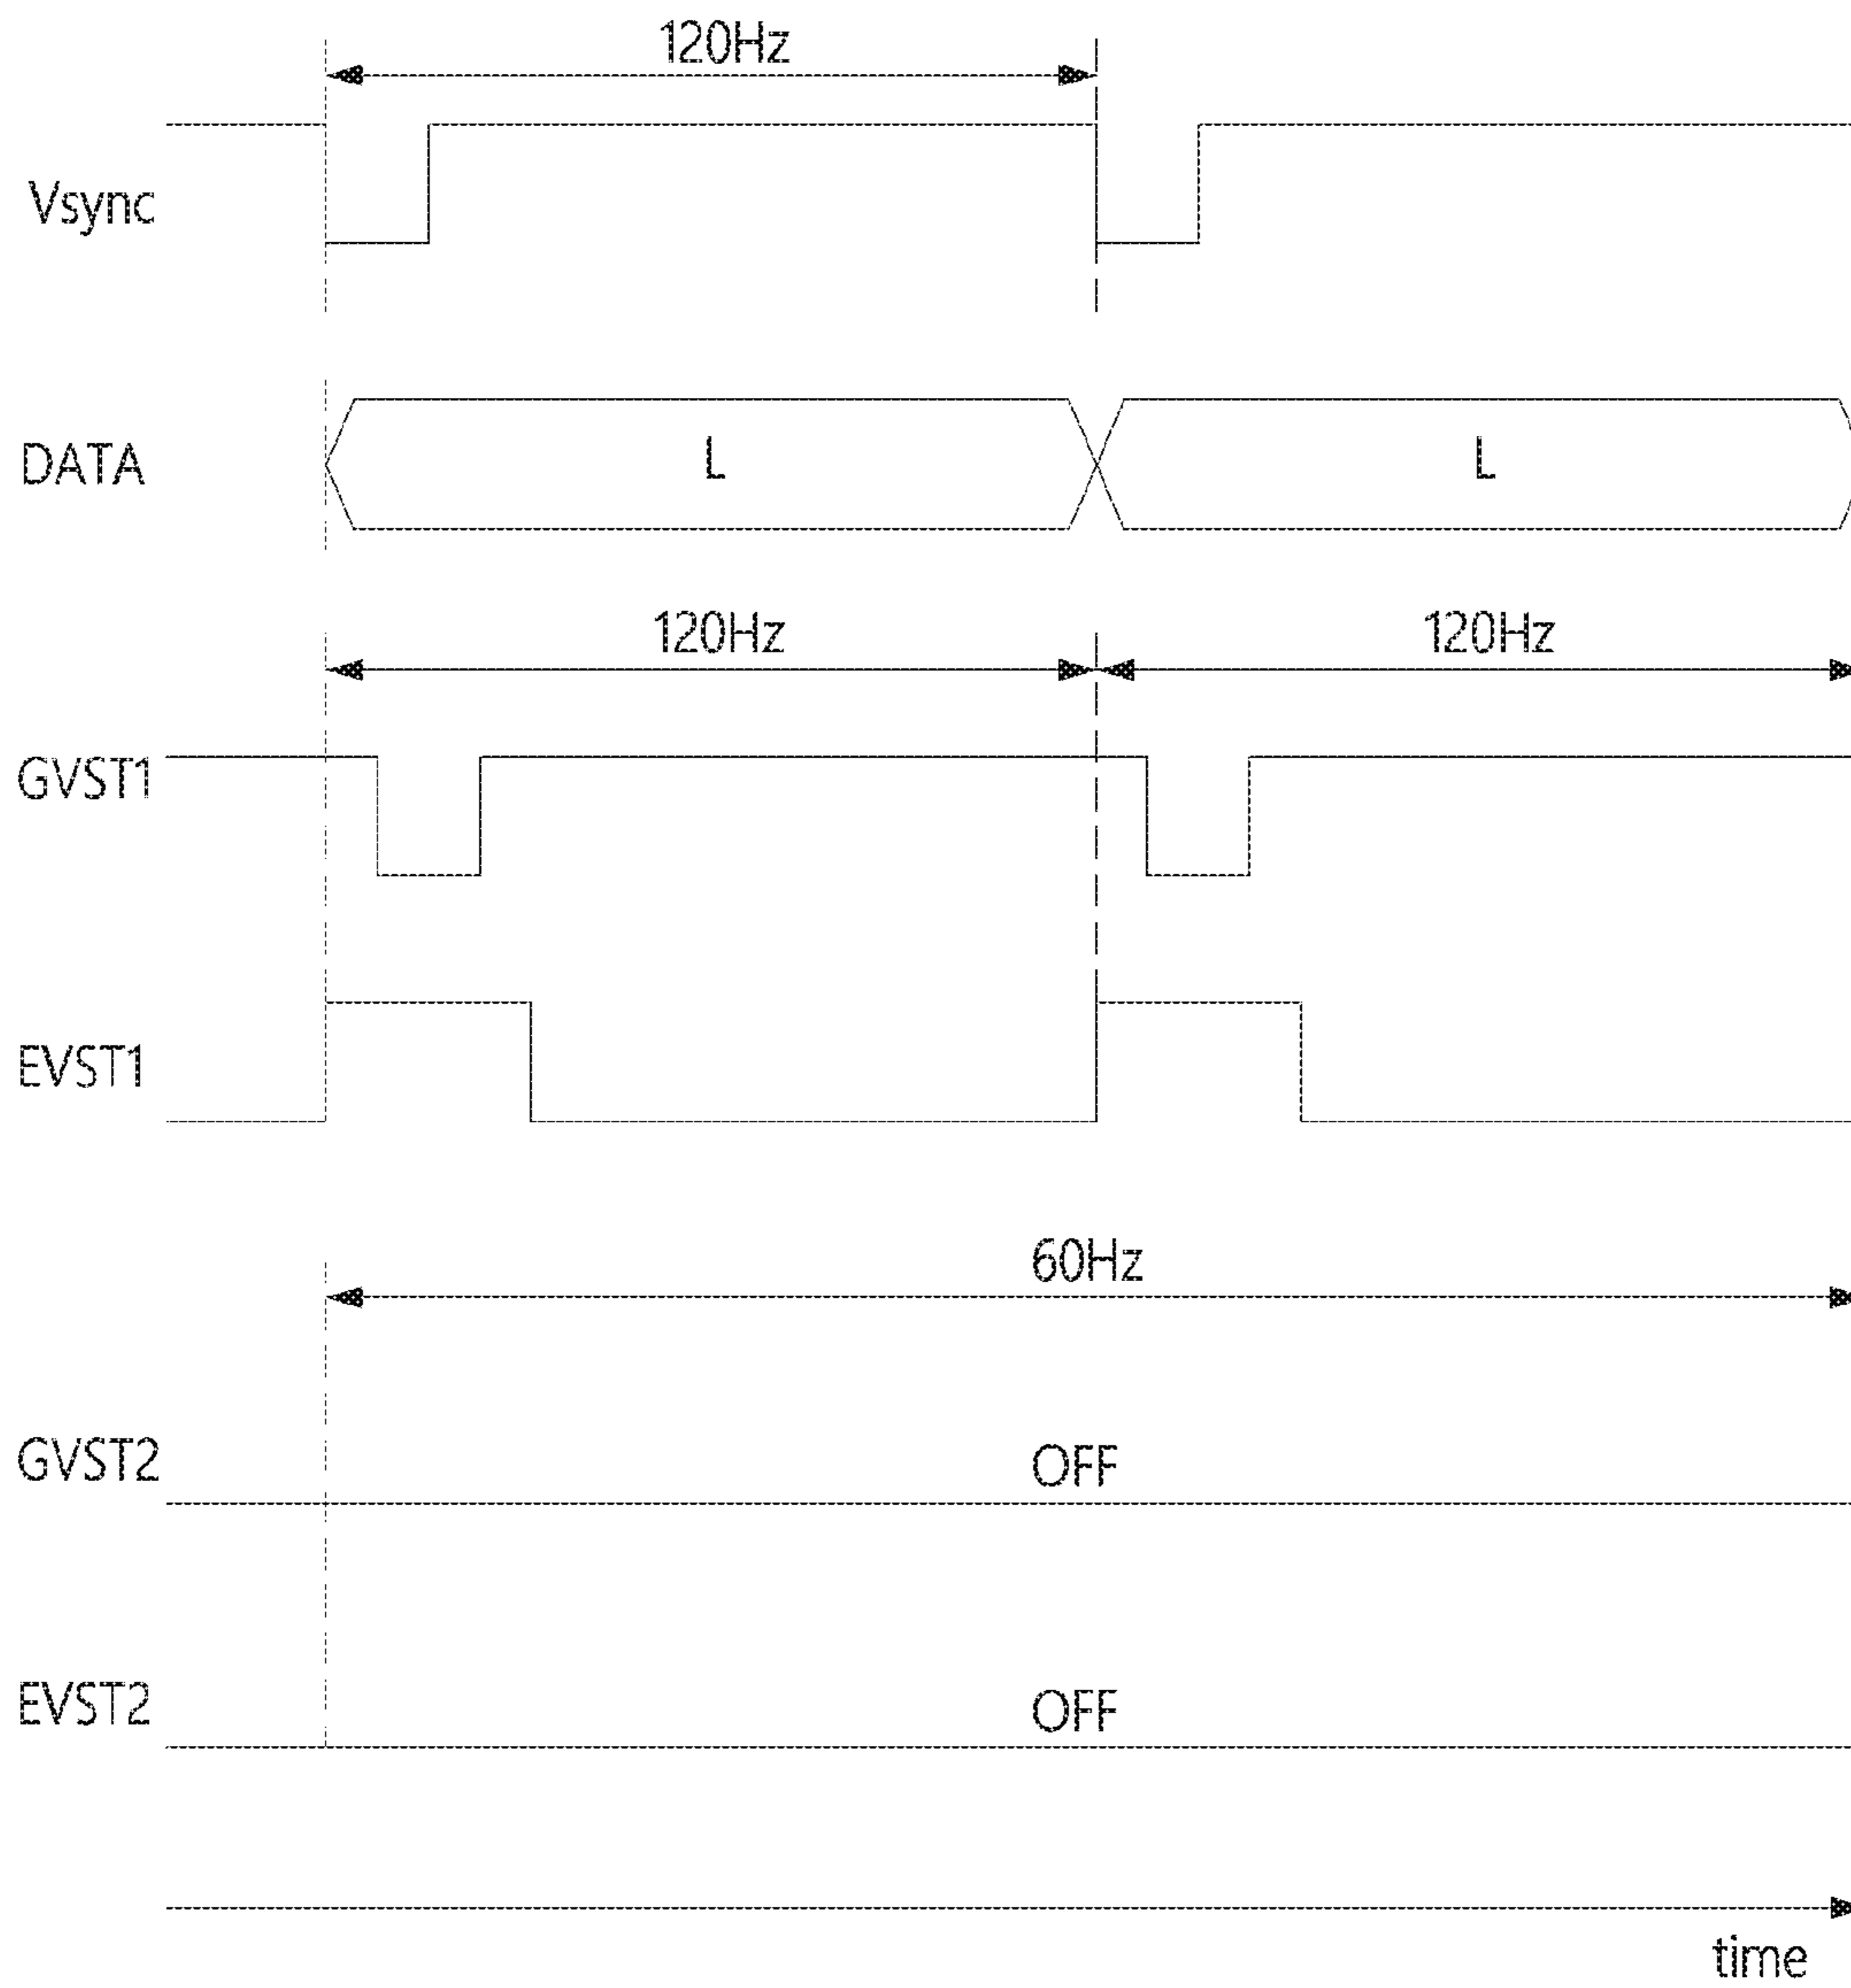 120Hz
Vsync
DATA
L
L
120Hz
120Hz
GVST1
EVST1
60Hz
GVST2
OFF
EVST2
OFF
time